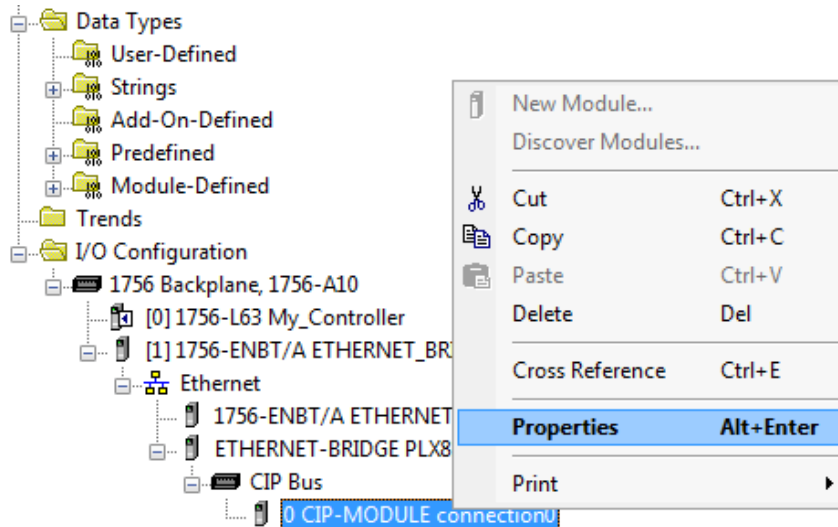 Data Types
User-Defined
Strings
Add-On-Defined
Predefined
Module-Defined
Trends
I/O Configuration
1756 Backplane, 1756-A10
[0] 1756-L63 My_Controller
[1] 1756-ENBT/A ETHERNET_BR
Ethernet
1756-ENBT/A ETHERNET
ETHERNET-BRIDGE PLX8
CIP Bus
0 CIP-MODULE connection0
New Module...
Discover Modules...
Cut Ctrl+X
Copy Ctrl+C
Paste Ctrl+V
Delete Del
Cross Reference Ctrl+E
Properties Alt+Enter
Print